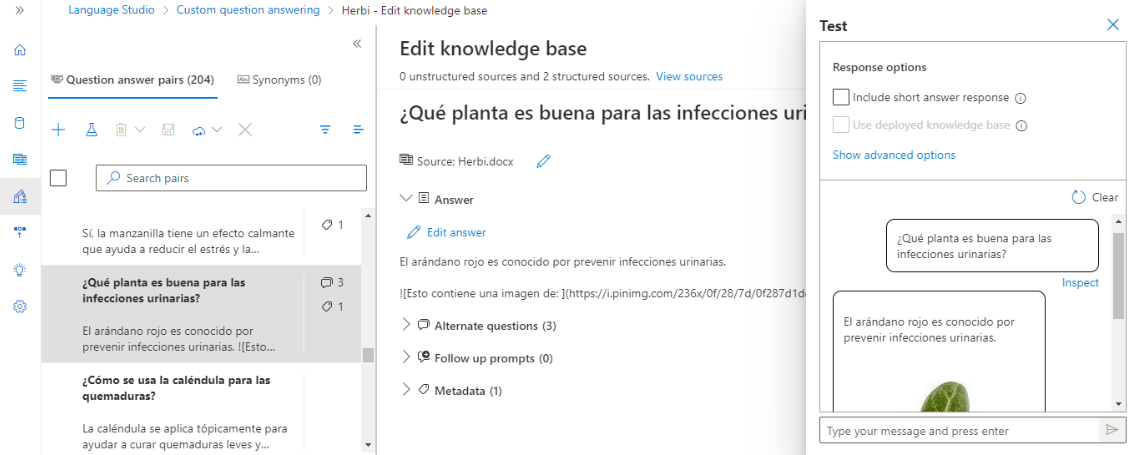 Language Studio > Custom question answering > Herbi - Edit knowledge base
Question answer pairs (204)
Synonyms (0)
Search pairs
Sí, la manzanilla tiene un efecto calmante
que ayuda a reducir el estrés y la...
1
¿Qué planta es buena para las
infecciones urinarias?
3
1
El arándano rojo es conocido por
prevenir infecciones urinarias. ![Esto...
¿Cómo se usa la caléndula para las
quemaduras?
La caléndula se aplica tópicamente para
ayudar a curar quemaduras leves y...
Edit knowledge base
0 unstructured sources and 2 structured sources. View sources
¿Qué planta es buena para las infecciones uri
Source: Herbi.docx
Answer
Edit answer
El arándano rojo es conocido por prevenir infecciones urinarias.
![Esto contiene una imagen de: ](https://i.pinimg.com/236x/0f/28/7d/0f287d1d
Alternate questions (3)
Follow up prompts (0)
Metadata (1)
Test
Response options
Include short answer response
Use deployed knowledge base
Show advanced options
Clear
¿Qué planta es buena para las
infecciones urinarias?
Inspect
El arándano rojo es conocido por
prevenir infecciones urinarias.
Type your message and press enter